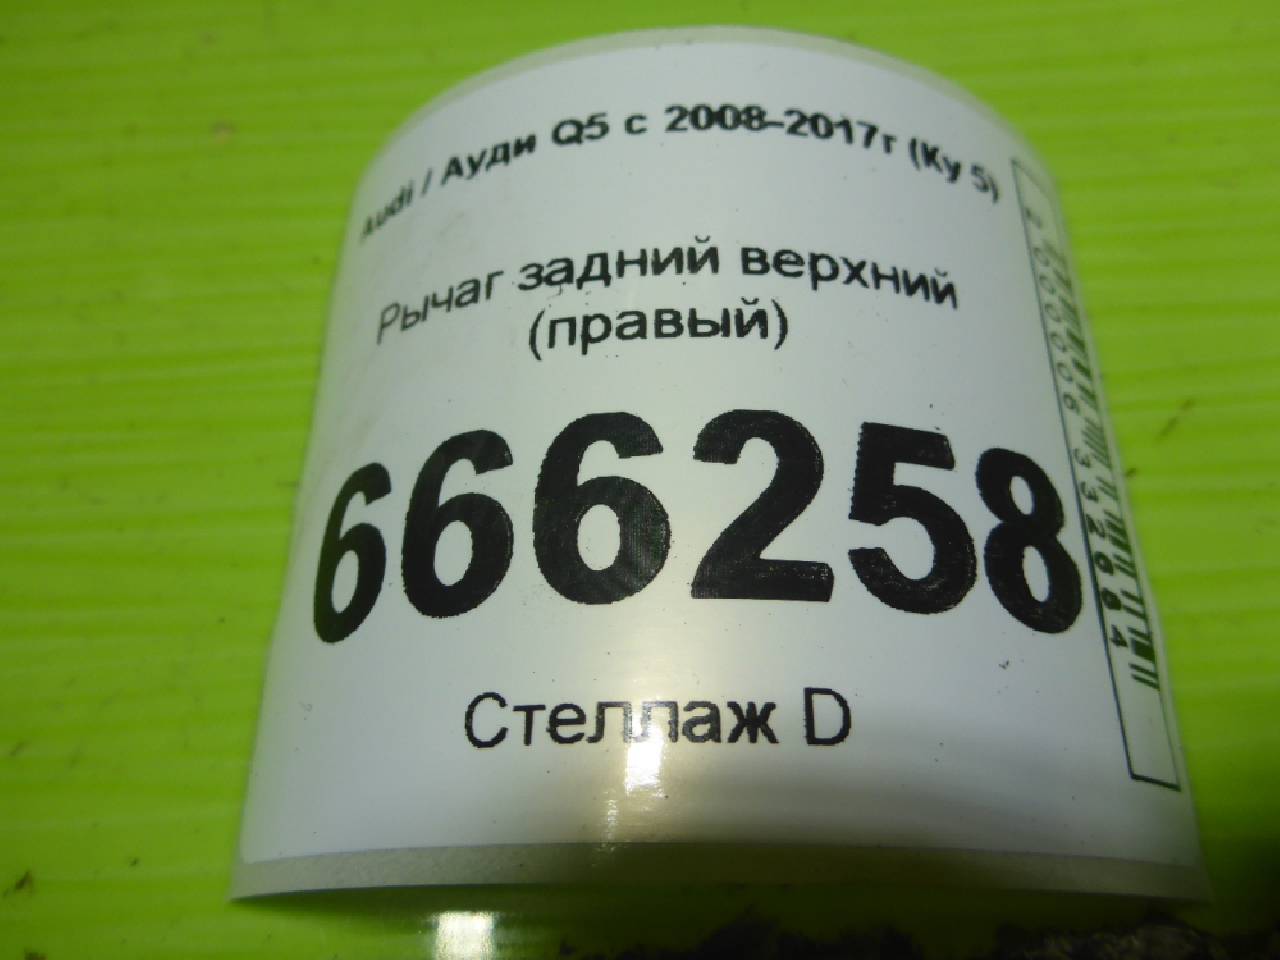 Audi / Ауди Q5 с 2008-2017г (Ку 5)
Рычаг задний верхний
(правый)
666258
Стеллаж D